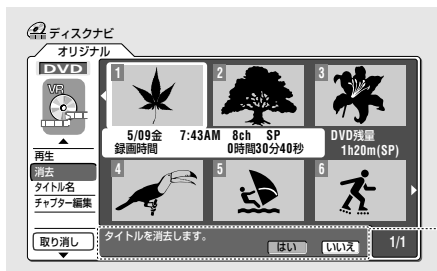 ディスクナビ
オリジナル
DVD
VR
再生
消去
タイトル名
チャプター編集
取り消し
1
2
3
5/09金 7:43AM 8ch SP
録画時間 0時間30分40秒
DVD残量
1h20m(SP)
4
5
6
タイトルを消去します。
はい いいえ
1/1